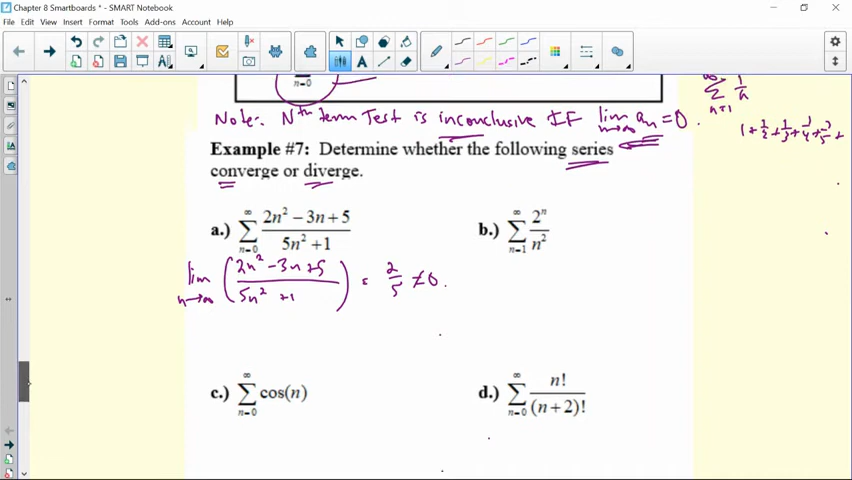 Chapter 8 Smartboards * - SMART Notebook
File Edit View Insert Format Tools Add-ons Account Help
n=0
∞
Σ 1/n
n=1
Note:- Nth term Test is inconclusive IF lim n→∞ an = 0.
1 + 1/2 + 1/3 + 1/4 + 1/5 +
Example #7: Determine whether the following series
converge or diverge.
a.) ∞ Σ n=0 (2n² − 3n + 5)/(5n² + 1)
b.) ∞ Σ n=1 2ⁿ/n²
lim n→∞ ((2n² − 3n + 5)/(5n² + 1)) = 2/5 ≠ 0.
c.) ∞ Σ n=0 cos(n)
d.) ∞ Σ n=0 n!/(n+2)!